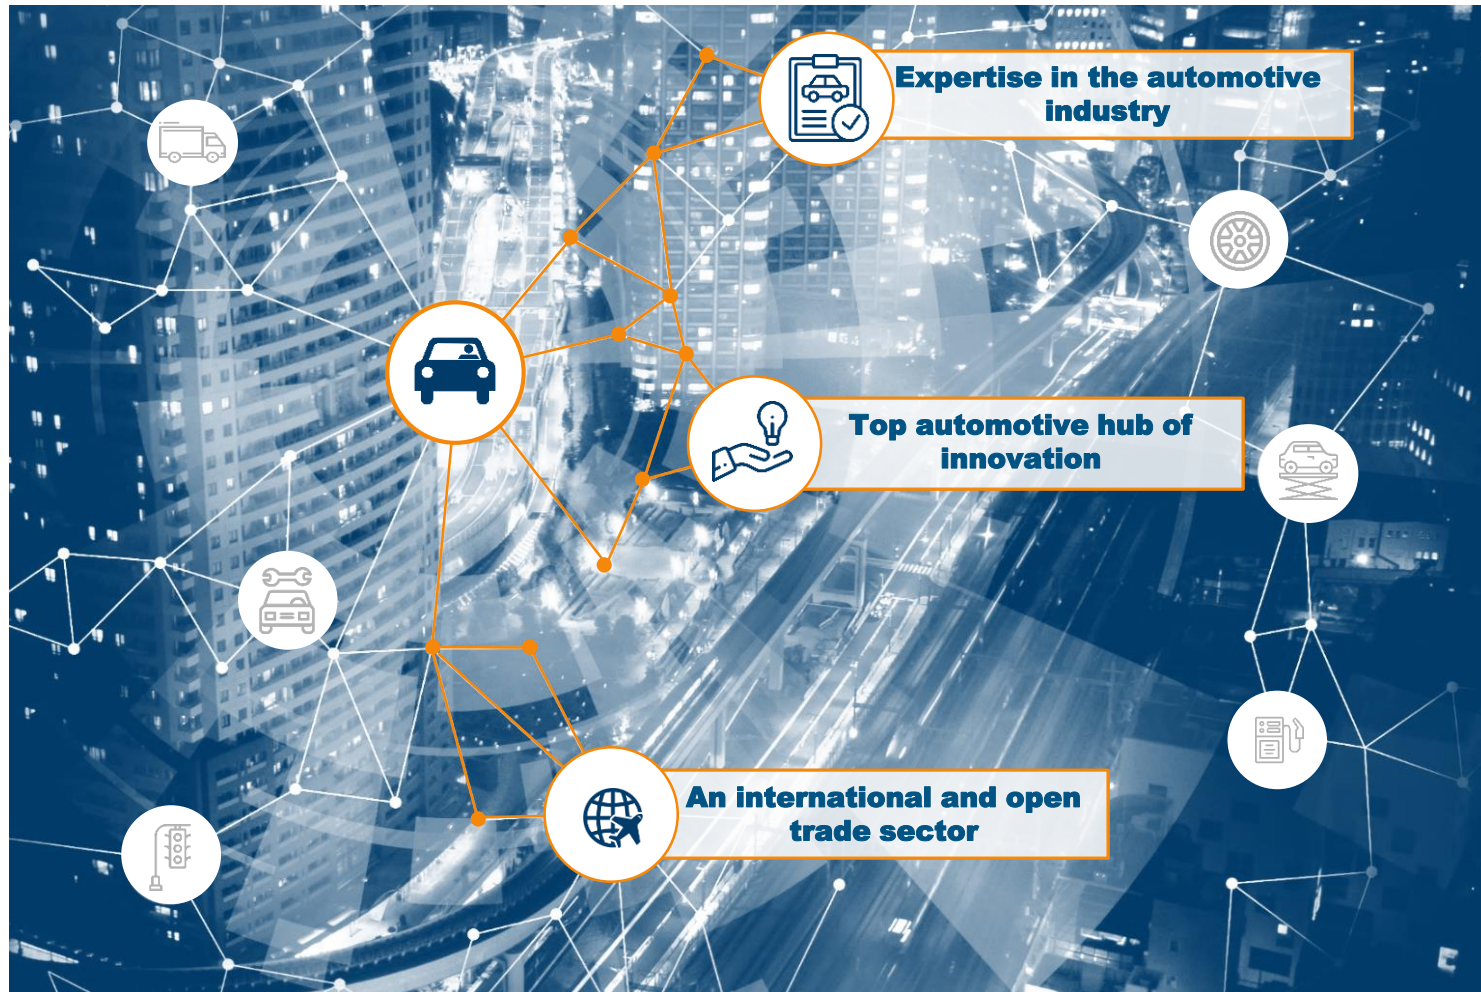 Expertise in the automotive
industry
Top automotive hub of
innovation
An international and open
trade sector